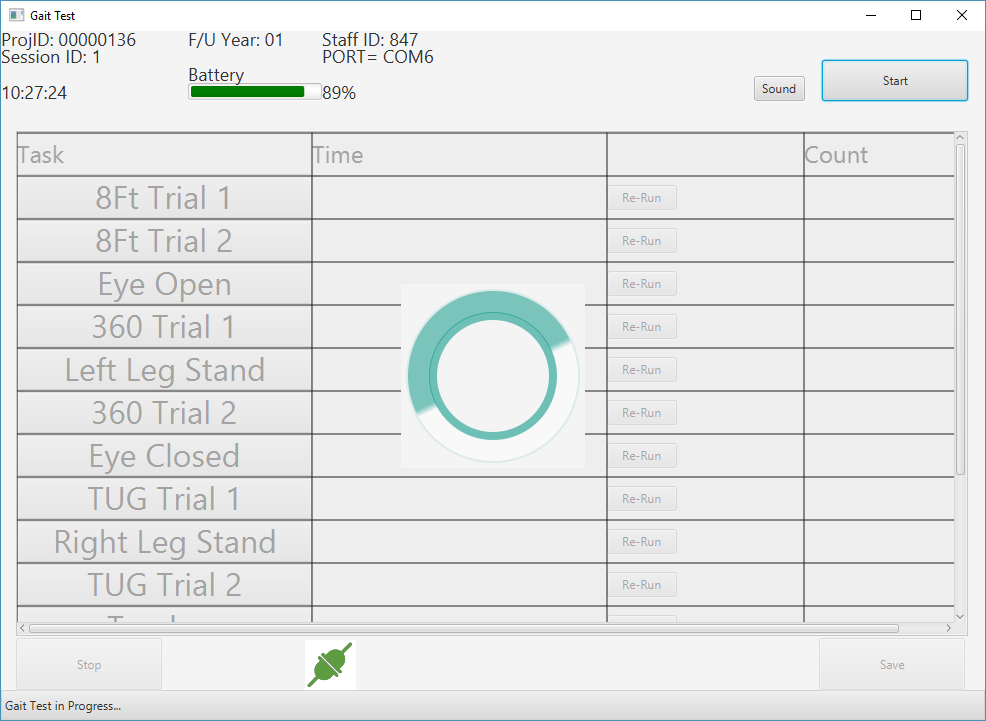 Gait Test
ProjID: 00000136 F/U Year: 01 Staff ID: 847
Session ID: 1 PORT= COM6
Battery
10:27:24 89%
Sound Start
Task Time Count
8Ft Trial 1 Re-Run
8Ft Trial 2 Re-Run
Eye Open Re-Run
360 Trial 1 Re-Run
Left Leg Stand Re-Run
360 Trial 2 Re-Run
Eye Closed Re-Run
TUG Trial 1 Re-Run
Right Leg Stand Re-Run
TUG Trial 2 Re-Run
Stop Save
Gait Test in Progress...